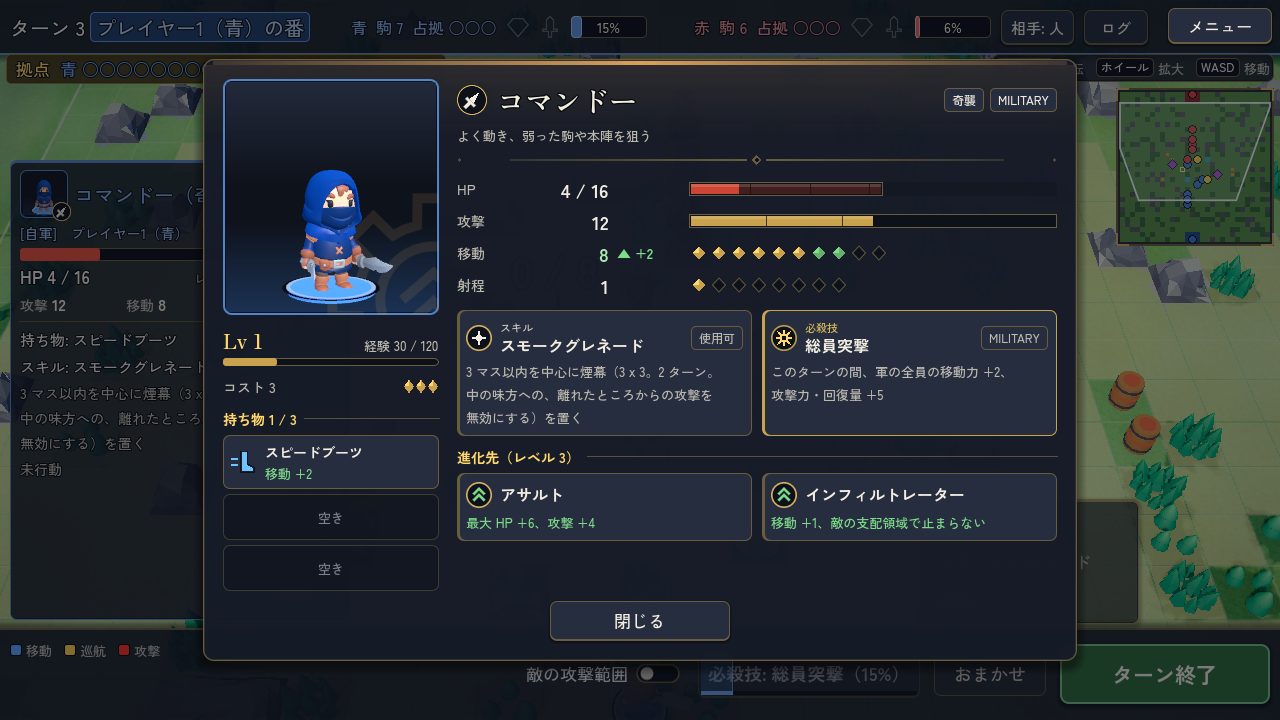 ターン 3 プレイヤー1（青）の番
青 駒 7 占拠 〇〇〇 15%
赤 駒 6 占拠 〇〇〇 6%
相手: 人
ログ
メニュー
拠点 青 〇〇〇〇〇〇〇
ホイール 拡大 WASD 移動
コマンドー
[自軍] プレイヤー1（青）
HP 4 / 16
攻撃 12 移動 8
持ち物: スピードブーツ
スキル: スモークグレネード
3 マス以内を中心に煙幕（3 x
中の味方への、離れたところ
無効にする）を置く
未行動
Lv 1
経験 30 / 120
コスト 3
持ち物 1 / 3
スピードブーツ
移動 +2
空き
空き
コマンドー
奇襲
MILITARY
よく動き、弱った駒や本陣を狙う
HP 4 / 16
攻撃 12
移動 8 ▲ +2
射程 1
スキル
スモークグレネード
使用可
3 マス以内を中心に煙幕（3 x 3。2 ターン。
中の味方への、離れたところからの攻撃を
無効にする）を置く
必殺技
総員突撃
MILITARY
このターンの間、軍の全員の移動力 +2、
攻撃力・回復量 +5
進化先（レベル 3）
アサルト
最大 HP +6、攻撃 +4
インフィルトレーター
移動 +1、敵の支配領域で止まらない
閉じる
移動 巡航 攻撃
敵の攻撃範囲
必殺技: 総員突撃（15%）
おまかせ
ターン終了